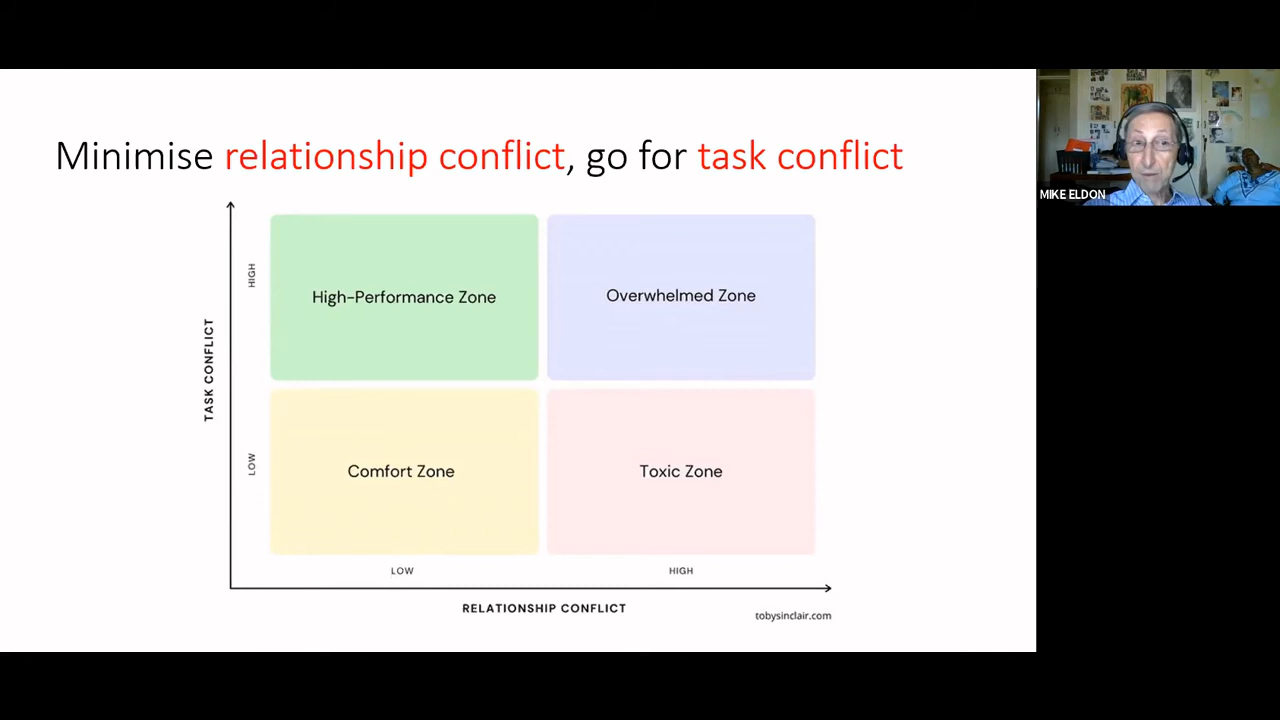 Minimise relationship conflict, go for task conflict
MIKE ELDON
HIGH
High-Performance Zone
Overwhelmed Zone
TASK CONFLICT
LOW
Comfort Zone
Toxic Zone
LOW
HIGH
RELATIONSHIP CONFLICT
tobysinclair.com